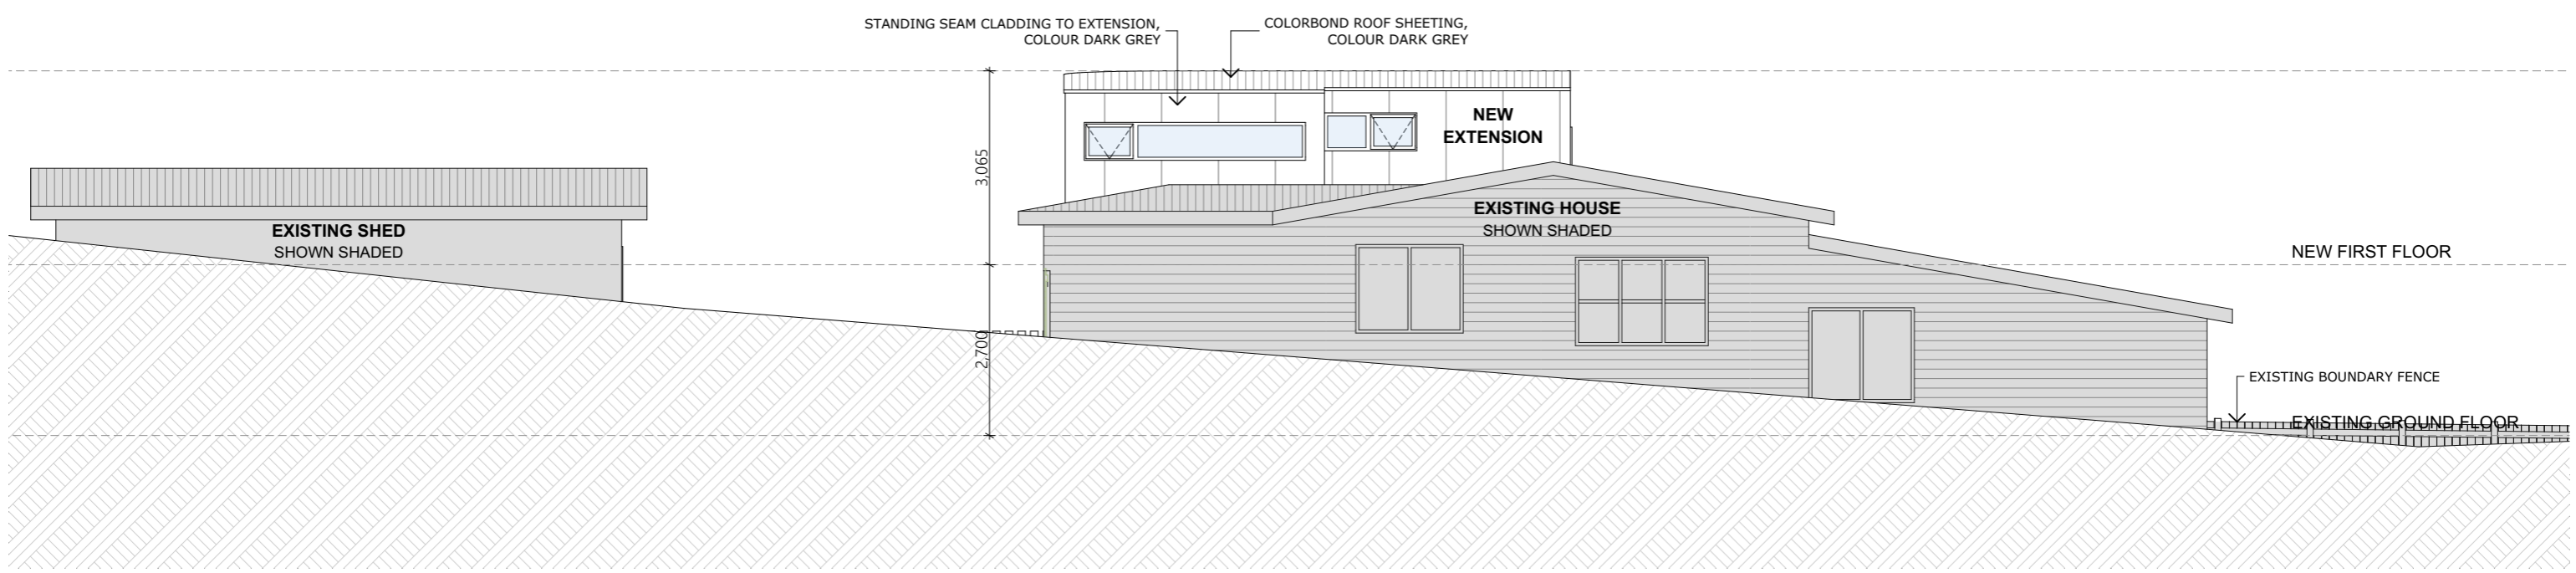 STANDING SEAM CLADDING TO EXTENSION,
COLOUR DARK GREY
COLORBOND ROOF SHEETING,
COLOUR DARK GREY
NEW
EXTENSION
3,065
EXISTING SHED
SHOWN SHADED
EXISTING HOUSE
SHOWN SHADED
NEW FIRST FLOOR
2,700
EXISTING BOUNDARY FENCE
EXISTING GROUND FLOOR